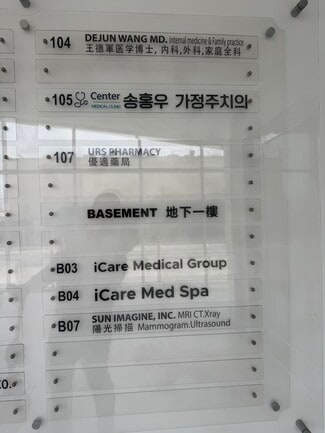 104 DEJUN WANG MD. Internal medicine & Family practice
王德軍医学博士, 内科,外科,家庭全科
105 Center MEDICAL CLINIC 송홍우 가정주치의
107 URS PHARMACY
優適藥局
BASEMENT 地下一樓
B03 iCare Medical Group
B04 iCare Med Spa
B07 SUN IMAGINE, INC. MRI CT.Xray
陽光掃描 Mammogram.Ultrasound
CO.